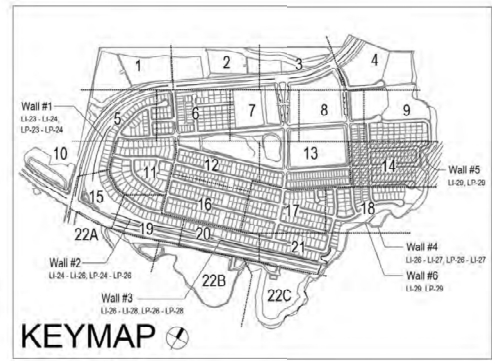 1
2
3
4
Wall #1
LI-23 - LI-24,
LP-23 - LP-24
5
6
7
8
9
10
11
12
13
14
Wall #5
LI-29, LP-29
15
16
17
18
19
20
21
22A
Wall #2
LI-24 - LI-26, LP-24 - LP-26
22B
22C
Wall #4
LI-26 - LI-27, LP-26 - LI-27
Wall #6
LI-29, LP-29
Wall #3
LI-26 - LI-28, LP-26 - LP-28
KEYMAP